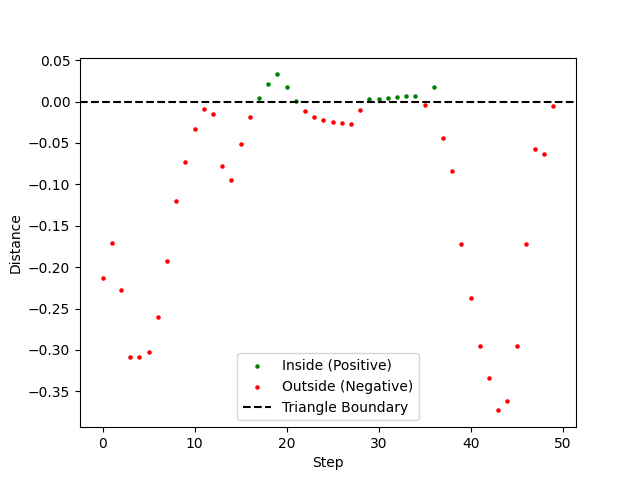 0.05
0.00
−0.05
−0.10
−0.15
−0.20
−0.25
−0.30
−0.35
Distance
Inside (Positive)
Outside (Negative)
Triangle Boundary
0 10 20 30 40 50
Step